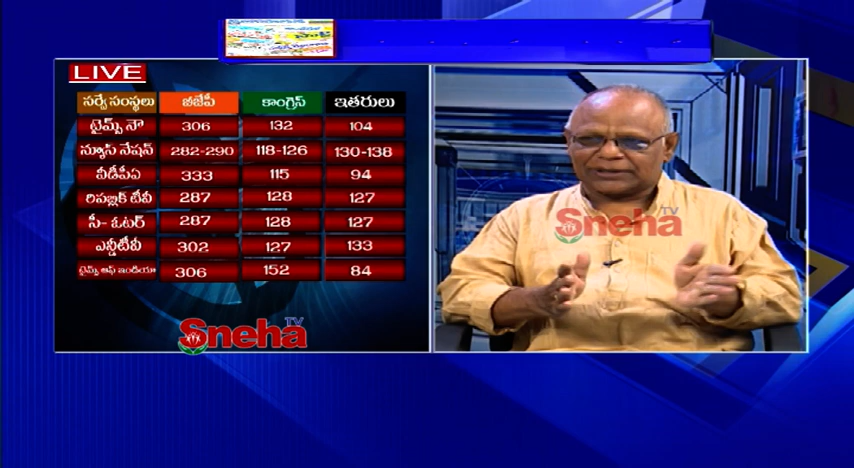 LIVE
సర్వే సంస్థలు బీజేపీ కాంగ్రెస్ ఇతరులు
టైమ్స్ నౌ 306 132 104
న్యూస్ నేషన్ 282-290 118-126 130-138
వీడీపీఏ 333 115 94
రిపబ్లిక్ టీవీ 287 128 127
సీ- ఓటర్ 287 128 127
ఎన్డీటీవీ 302 127 133
టైమ్స్ ఆఫ్ ఇండియా 306 152 84
Sneha TV
Sneha TV